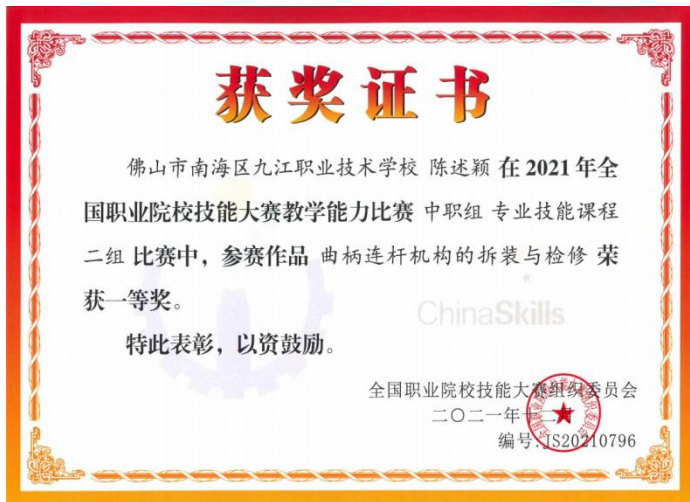 获奖证书
佛山市南海区九江职业技术学校 陈述颖 在 2021 年全
国职业院校技能大赛教学能力比赛 中职组 专业技能课程
二组 比赛中，参赛作品 曲柄连杆机构的拆装与检修 荣
获一等奖。
ChinaSkills
特此表彰，以资鼓励。
全国职业院校技能大赛组织委员会
二〇二一年十二月
编号:JS20210796